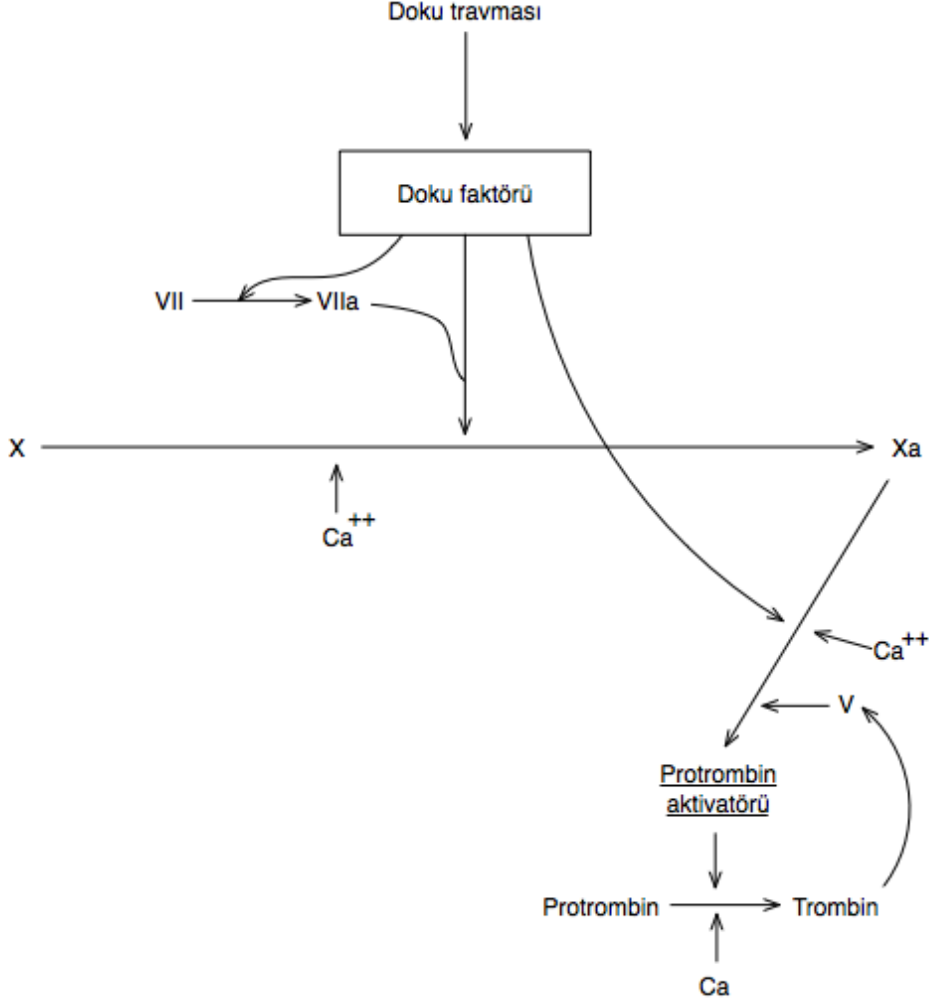 Doku travması
Doku faktörü
VII
VIIa
X
Xa
Ca++
Ca++
V
Protrombin
aktivatörü
Protrombin
Trombin
Ca